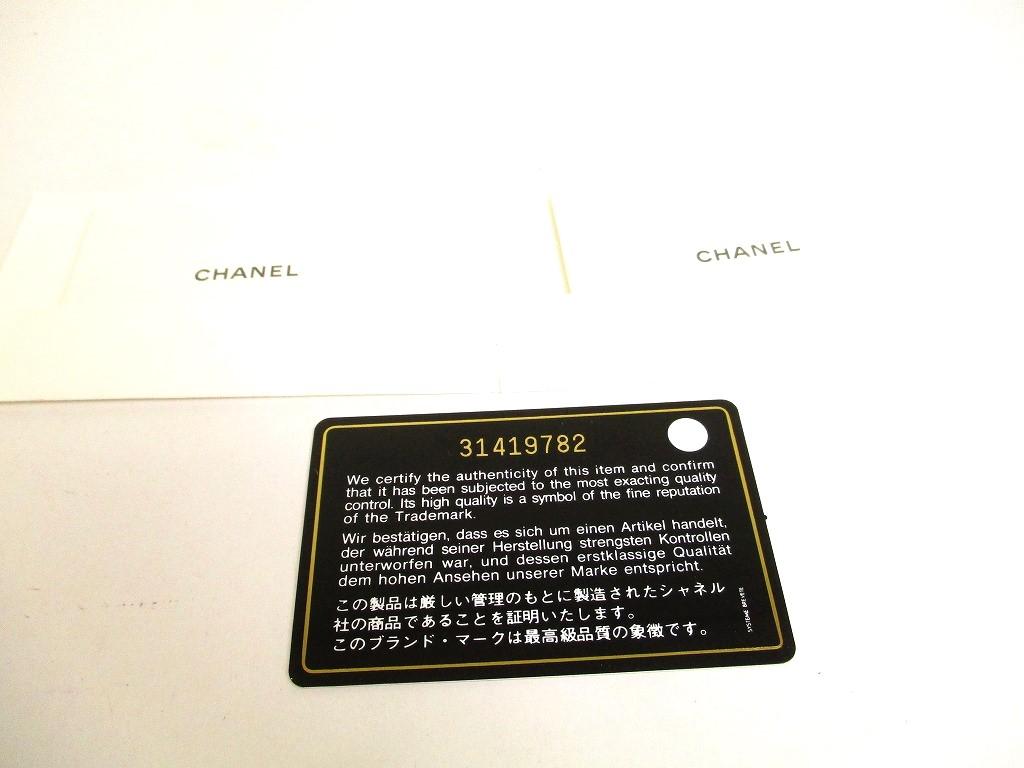 CHANEL
CHANEL
31419782
We certify the authenticity of this item and confirm
that it has been subjected to the most exacting quality
control. Its high quality is a symbol of the fine reputation
of the Trademark.
Wir bestätigen, dass es sich um einen Artikel handelt,
der während seiner Herstellung strengsten Kontrollen
unterworfen war, und dessen erstklassige Qualität
dem hohen Ansehen unserer Marke entspricht.
この製品は厳しい管理のもとに製造されたシャネル
社の商品であることを証明いたします。
このブランド・マークは最高級品質の象徴です。
SYSTEME BREVETE